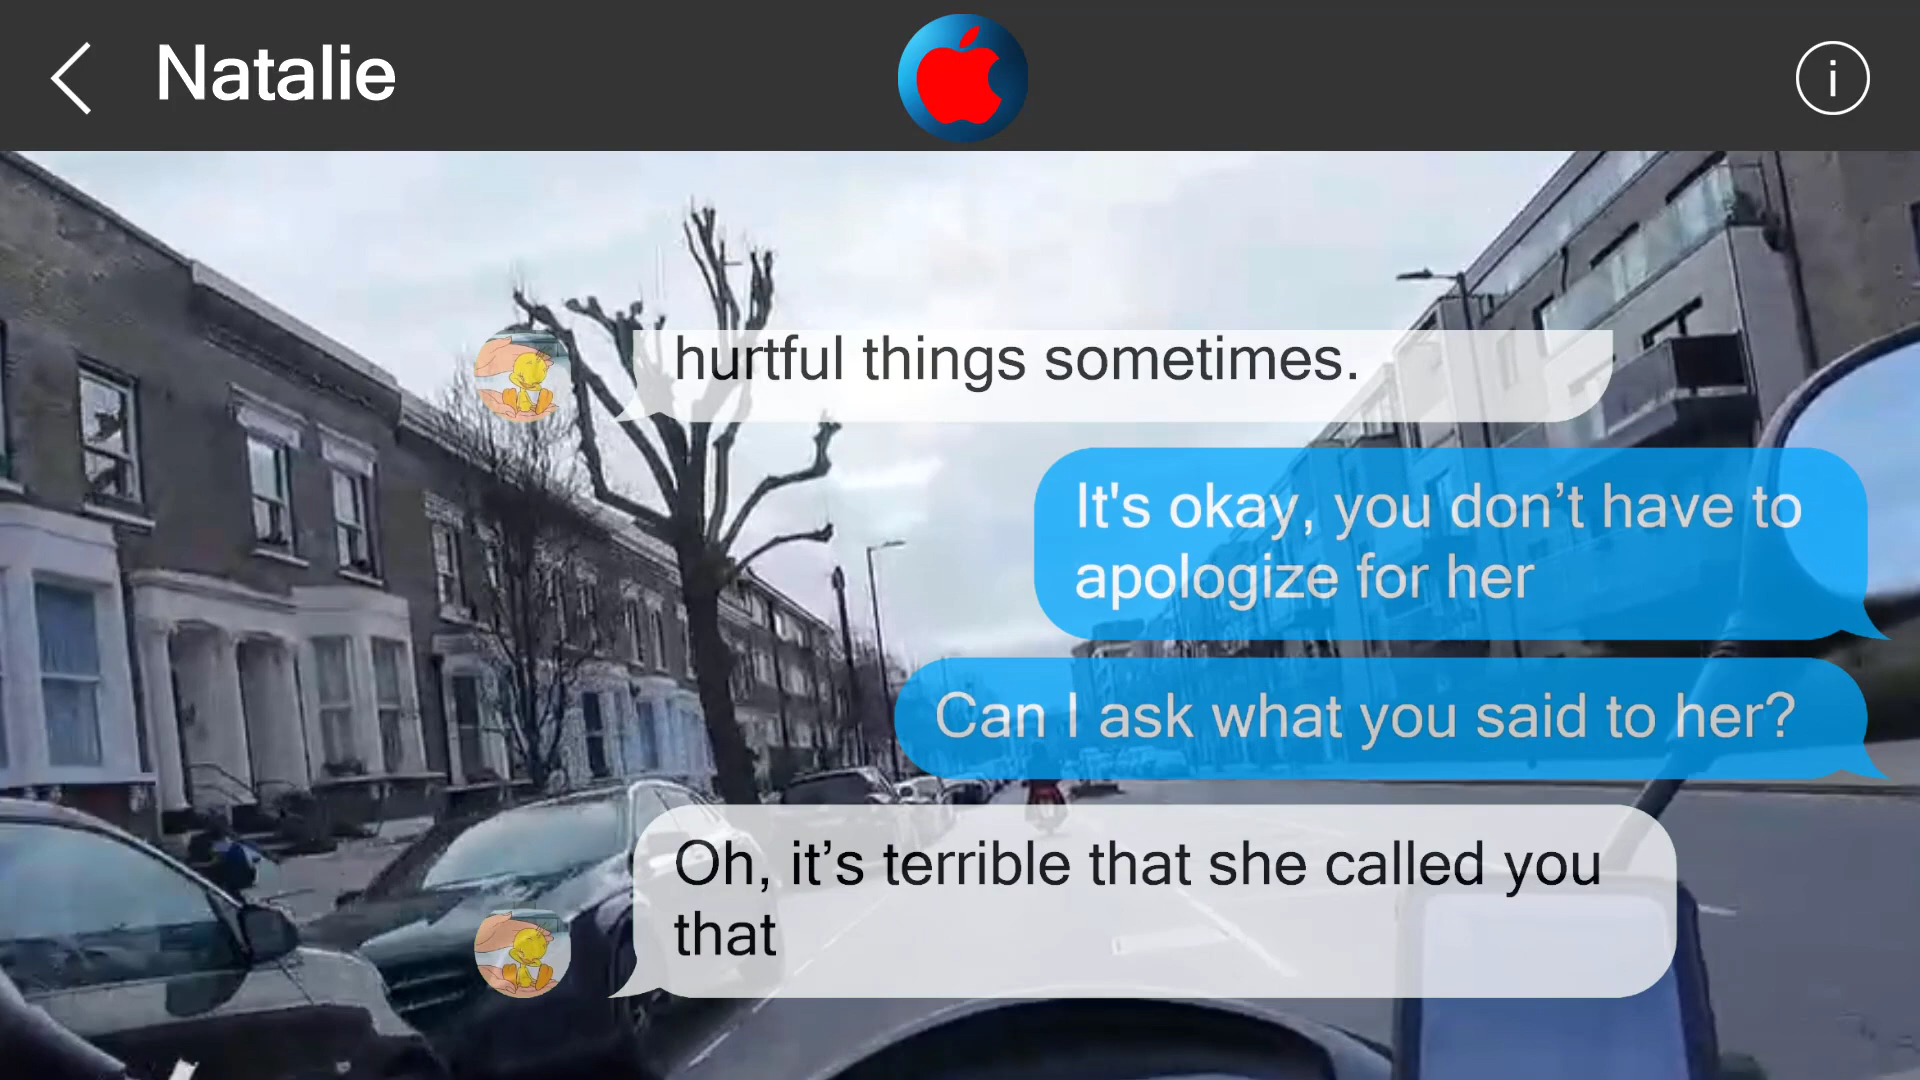 Natalie
i
hurtful things sometimes.
It's okay, you don’t have to
apologize for her
Can I ask what you said to her?
Oh, it’s terrible that she called you
that